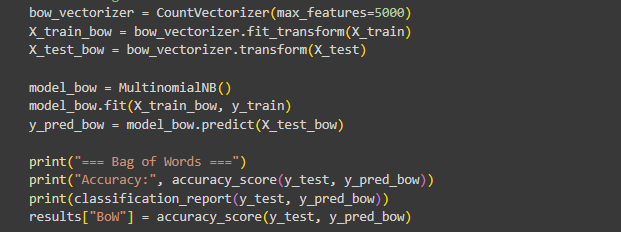 bow_vectorizer = CountVectorizer(max_features=5000)
X_train_bow = bow_vectorizer.fit_transform(X_train)
X_test_bow = bow_vectorizer.transform(X_test)

model_bow = MultinomialNB()
model_bow.fit(X_train_bow, y_train)
y_pred_bow = model_bow.predict(X_test_bow)

print("=== Bag of Words ===")
print("Accuracy:", accuracy_score(y_test, y_pred_bow))
print(classification_report(y_test, y_pred_bow))
results["BoW"] = accuracy_score(y_test, y_pred_bow)